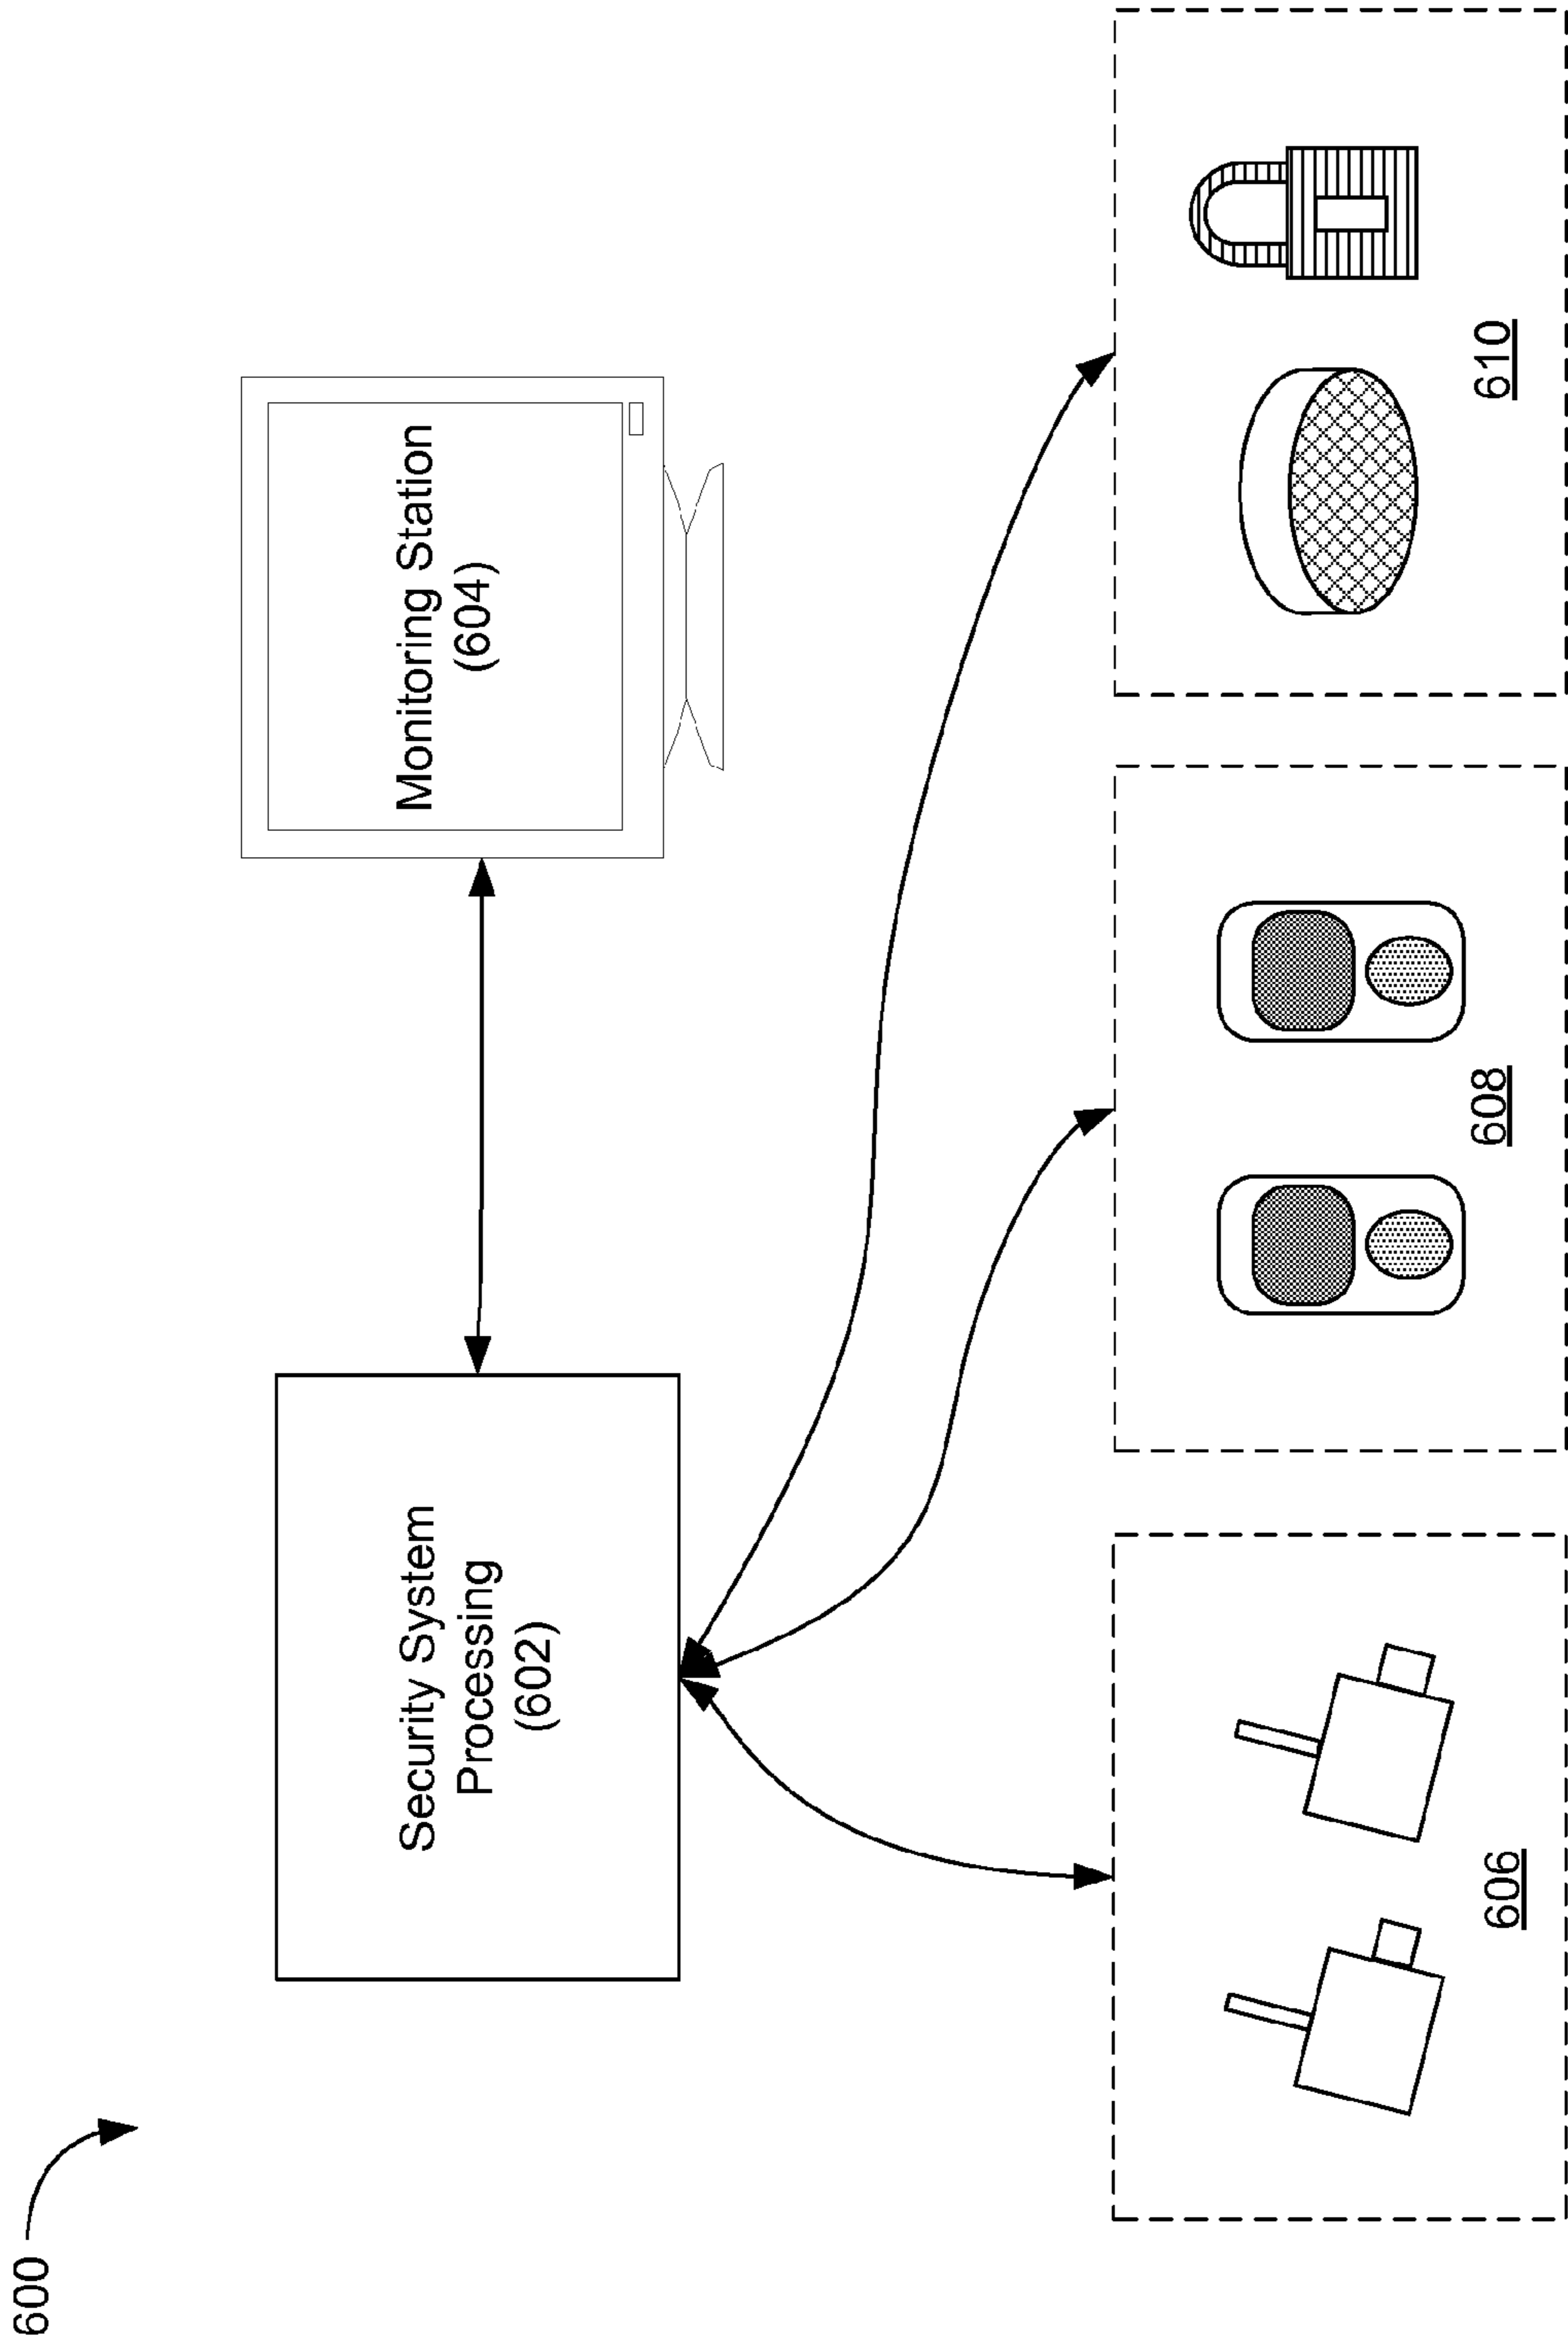 600
Security System
Processing
(602)
Monitoring Station
(604)
606
608
610